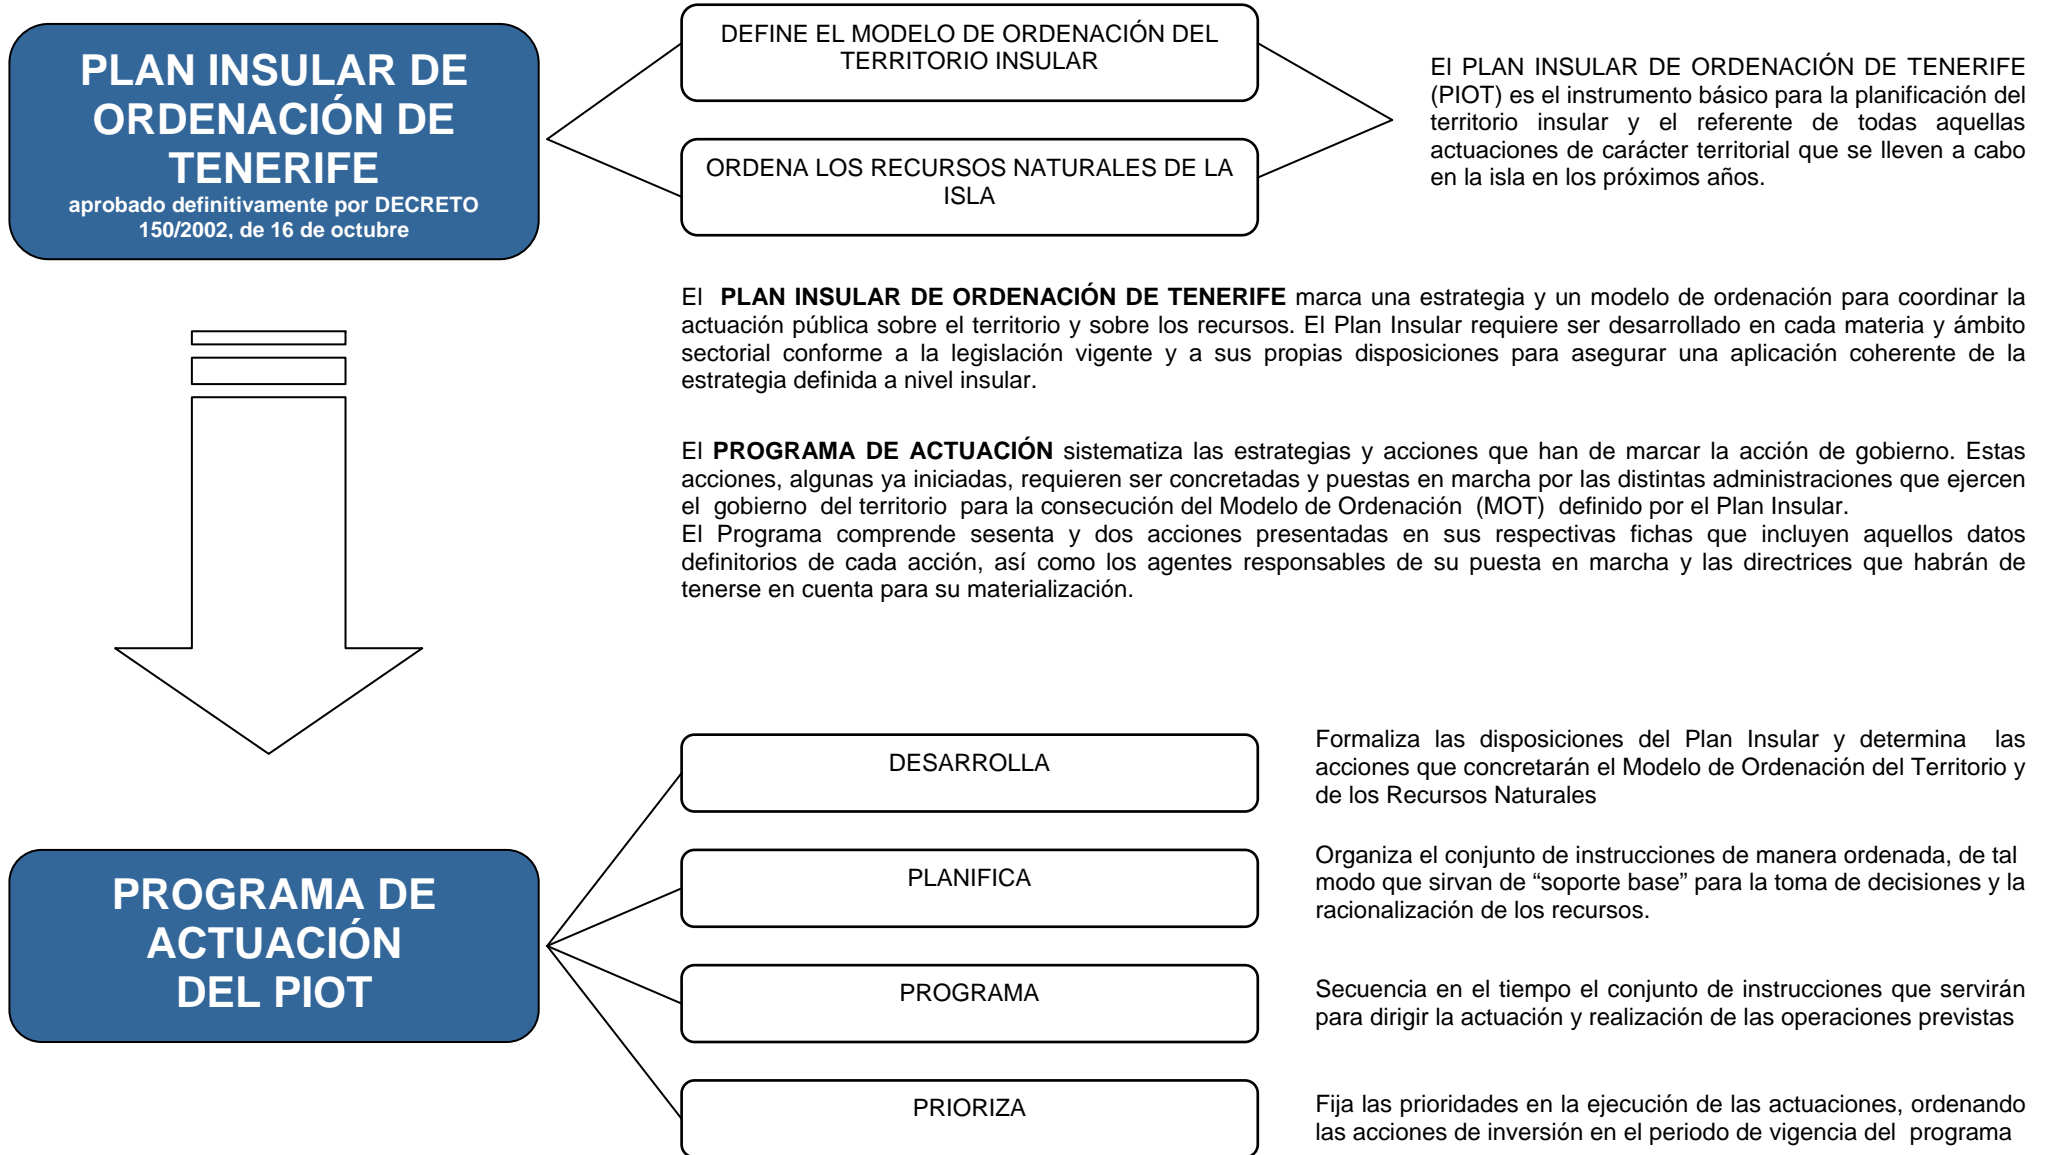 PLAN INSULAR DE
ORDENACIÓN DE
TENERIFE
aprobado definitivamente por DECRETO
150/2002, de 16 de octubre
DEFINE EL MODELO DE ORDENACIÓN DEL
TERRITORIO INSULAR
ORDENA LOS RECURSOS NATURALES DE LA
ISLA
El PLAN INSULAR DE ORDENACIÓN DE TENERIFE
(PIOT) es el instrumento básico para la planificación del
territorio insular y el referente de todas aquellas
actuaciones de carácter territorial que se lleven a cabo
en la isla en los próximos años.
El PLAN INSULAR DE ORDENACIÓN DE TENERIFE marca una estrategia y un modelo de ordenación para coordinar la
actuación pública sobre el territorio y sobre los recursos. El Plan Insular requiere ser desarrollado en cada materia y ámbito
sectorial conforme a la legislación vigente y a sus propias disposiciones para asegurar una aplicación coherente de la
estrategia definida a nivel insular.
El PROGRAMA DE ACTUACIÓN sistematiza las estrategias y acciones que han de marcar la acción de gobierno. Estas
acciones, algunas ya iniciadas, requieren ser concretadas y puestas en marcha por las distintas administraciones que ejercen
el gobierno del territorio para la consecución del Modelo de Ordenación (MOT) definido por el Plan Insular.
El Programa comprende sesenta y dos acciones presentadas en sus respectivas fichas que incluyen aquellos datos
definitorios de cada acción, así como los agentes responsables de su puesta en marcha y las directrices que habrán de
tenerse en cuenta para su materialización.
PROGRAMA DE
ACTUACIÓN
DEL PIOT
DESARROLLA
Formaliza las disposiciones del Plan Insular y determina las
acciones que concretarán el Modelo de Ordenación del Territorio y
de los Recursos Naturales
PLANIFICA
Organiza el conjunto de instrucciones de manera ordenada, de tal
modo que sirvan de “soporte base” para la toma de decisiones y la
racionalización de los recursos.
PROGRAMA
Secuencia en el tiempo el conjunto de instrucciones que servirán
para dirigir la actuación y realización de las operaciones previstas
PRIORIZA
Fija las prioridades en la ejecución de las actuaciones, ordenando
las acciones de inversión en el periodo de vigencia del programa